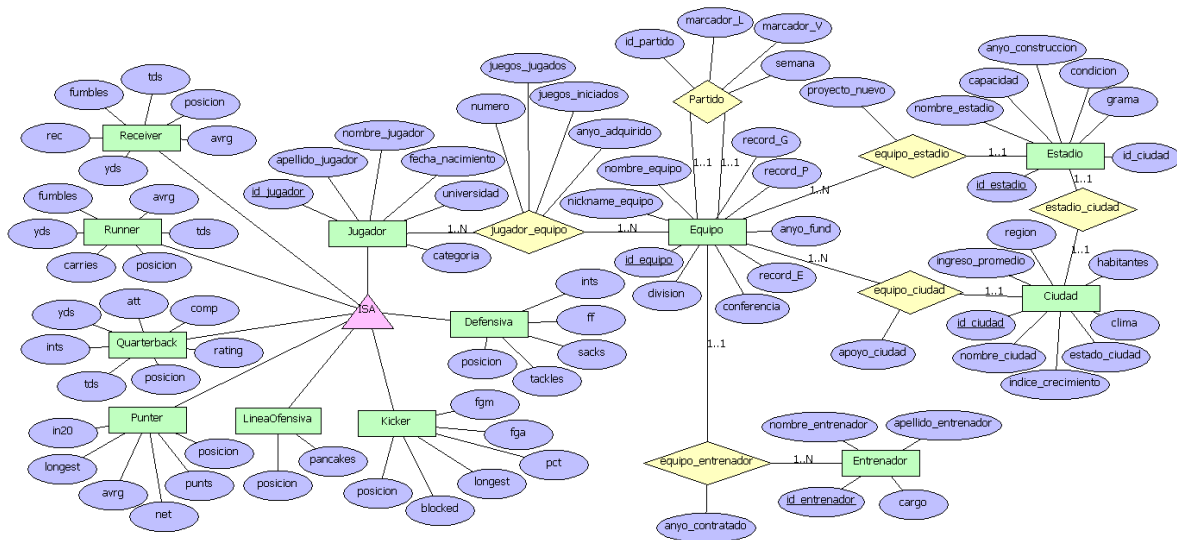 marcador_L
marcador_V
id_partido
semana
Partido
proyecto_nuevo
anyo_construccion
capacidad
condicion
nombre_estadio
grama
Estadio
id_ciudad
id_estadio
1..1
equipo_estadio
1..N
1..1
estadio_ciudad
1..1
tds
fumbles
posicion
rec
Receiver
avrg
yds
juegos_jugados
numero
juegos_iniciados
anyo_adquirido
nombre_jugador
apellido_jugador
fecha_nacimiento
id_jugador
universidad
Jugador
categoria
1..N
jugador_equipo
1..N
1..1
1..1
record_G
nombre_equipo
record_P
nickname_equipo
Equipo
anyo_fund
id_equipo
record_E
division
conferencia
fumbles
avrg
yds
Runner
tds
carries
posicion
region
ingreso_promedio
habitantes
1..N
equipo_ciudad
1..1
Ciudad
id_ciudad
clima
nombre_ciudad
estado_ciudad
indice_crecimiento
apoyo_ciudad
ISA
att
yds
comp
Quarterback
ints
rating
tds
posicion
ints
ff
Defensiva
sacks
posicion
tackles
1..1
Punter
in20
posicion
longest
punts
avrg
net
LineaOfensiva
pancakes
posicion
fgm
Kicker
fga
pct
longest
posicion
blocked
nombre_entrenador
apellido_entrenador
equipo_entrenador
1..N
Entrenador
id_entrenador
cargo
anyo_contratado